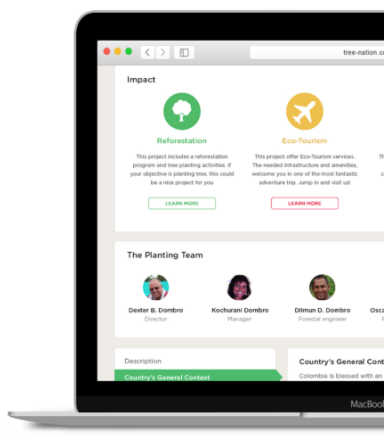 tree-nation.c
Impact
Reforestation
Eco-Tourism
This project includes a reforestation
program and tree planting activities. If
your objective is planting tree, this could
be a nice project for you
This project offer Eco-Tourism services.
The needed infrastructure and amenities,
welcome you in one of the most fantastic
adventure trip. Jump in and visit us!
LEARN MORE
LEARN MORE
The Planting Team
Dexter B. Dombro
Director
Kochurani Dombro
Manager
Dilmun D. Dombro
Forestal engineer
Osca
Description
Country's General Context
Country's General Cont
Colombia is blessed with an
MacBook